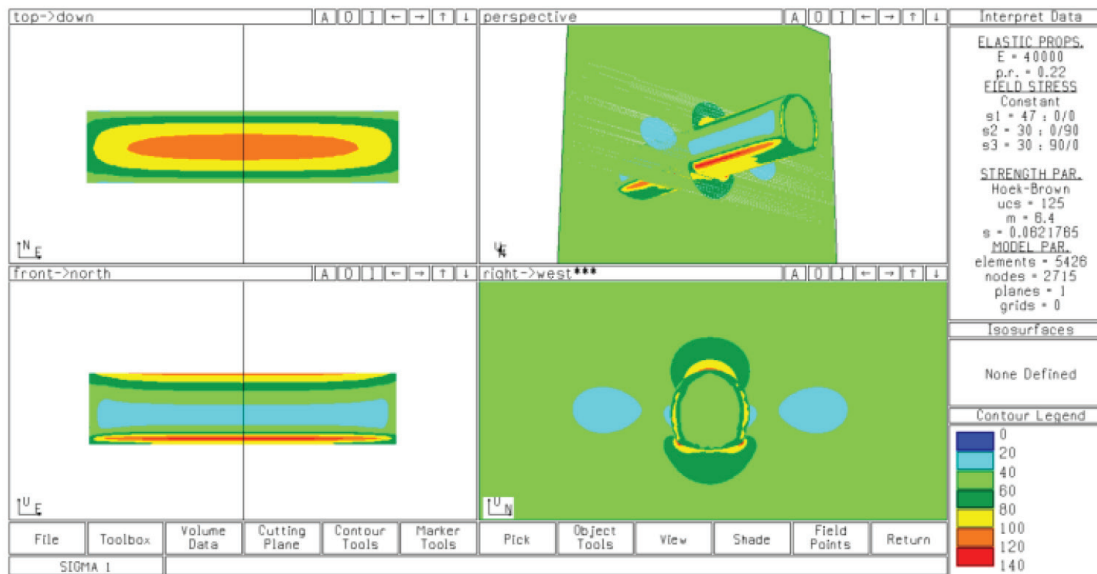 top->down
A O I ← → ↑ ↓
perspective
A O I ← → ↑ ↓
Interpret Data
ELASTIC PROPS.
E = 40000
p.r. = 0.22
FIELD STRESS
Constant
s1 = 47 : 0/0
s2 = 30 : 0/90
s3 = 30 : 90/0
STRENGTH PAR.
Hoek-Brown
ucs = 125
m = 6.4
s = 0.0621765
MODEL PAR.
elements = 5426
nodes = 2715
planes = 1
grids = 0
N E
front->north
A O I ← → ↑ ↓
right->west***
A O I ← → ↑ ↓
Isosurfaces
None Defined
Contour Legend
0
20
40
60
80
100
120
140
U E
U N
File
Toolbox
Volume
Data
Cutting
Plane
Contour
Tools
Marker
Tools
Pick
Object
Tools
View
Shade
Field
Points
Return
SIGMA 1